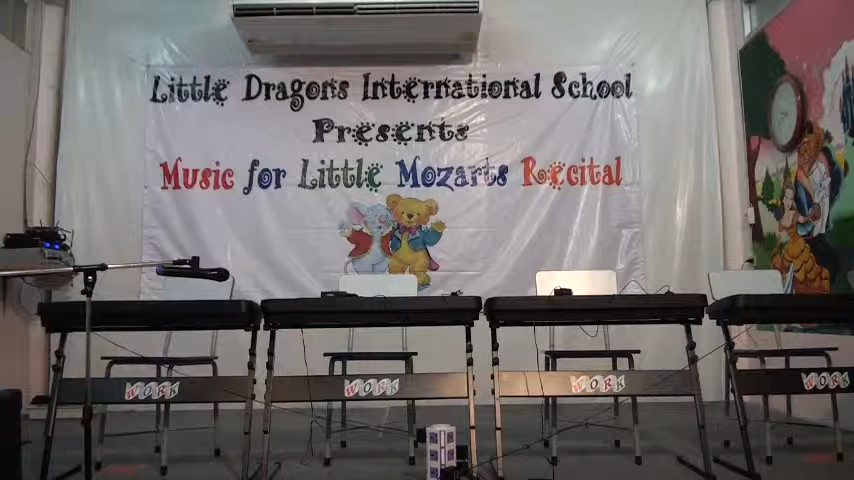 Little Dragons International School
Presents
Music for Little Mozarts Recital
WORK WORK WORK WORK